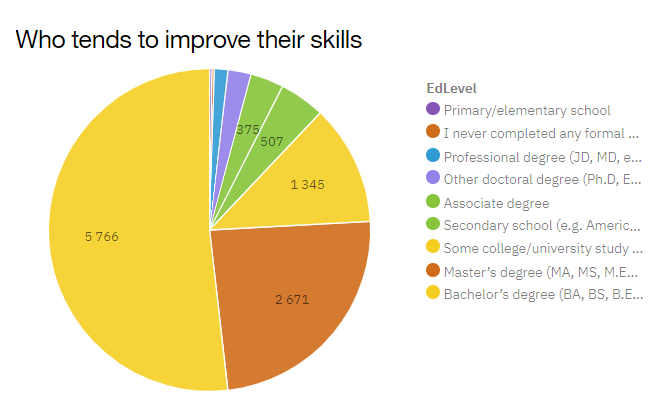 Who tends to improve their skills
375
507
1 345
5 766
2 671
EdLevel
Primary/elementary school
I never completed any formal ...
Professional degree (JD, MD, e...
Other doctoral degree (Ph.D, E...
Associate degree
Secondary school (e.g. Americ...
Some college/university study ...
Master’s degree (MA, MS, M.E...
Bachelor’s degree (BA, BS, B.E...